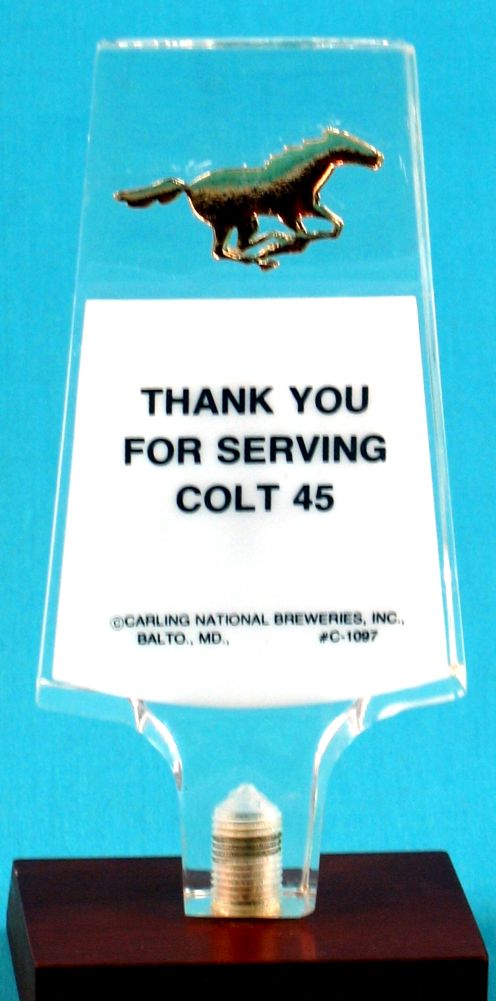 THANK YOU
FOR SERVING
COLT 45
©CARLING NATIONAL BREWERIES, INC.,
BALTO., MD., #C-1097